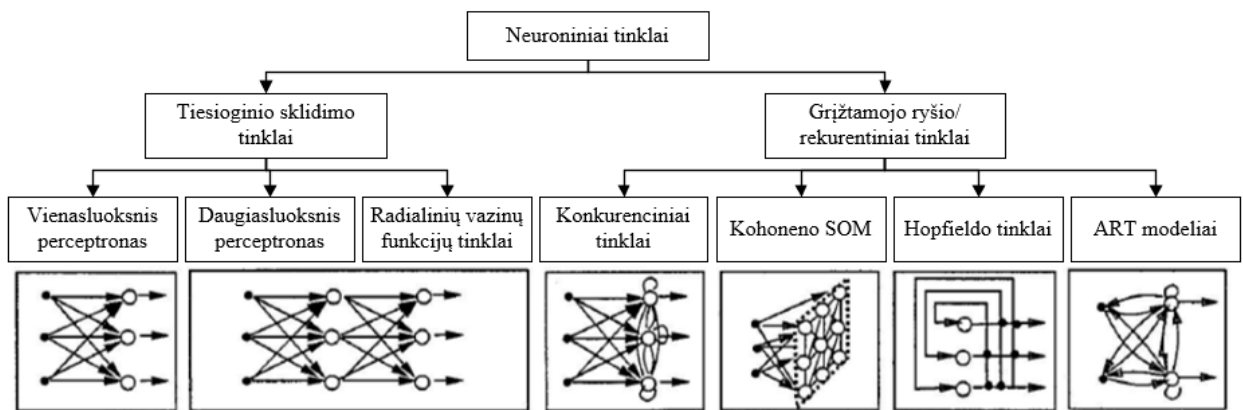 Neuroniniai tinklai
Tiesioginio sklidimo
tinklai
Grįžtamojo ryšio/
rekurentiniai tinklai
Vienasluoksnis
perceptronas
Daugiasluoksnis
perceptronas
Radialinių vazinų
funkcijų tinklai
Konkurenciniai
tinklai
Kohoneno SOM
Hopfieldo tinklai
ART modeliai